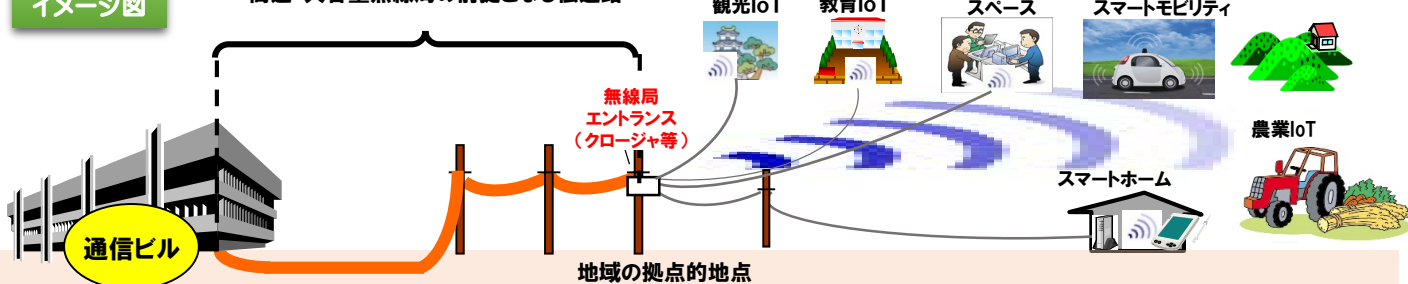 イメージ図
観光IoT
教育IoT
スペース
スマートモビリティ
無線局
エントランス
(クロージャ等)
農業IoT
スマートホーム
通信ビル
地域の拠点的地点